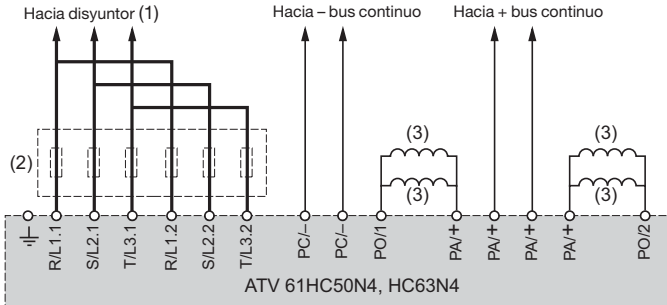 Hacia disyuntor (1)
Hacia – bus continuo
Hacia + bus continuo
(2)
(3)
(3)
(3)
(3)
R/L1.1
S/L2.1
T/L3.1
R/L1.2
S/L2.2
T/L3.2
PC/–
PC/–
PO/1
PA/+
PA/+
PA/+
PA/+
PO/2
ATV 61HC50N4, HC63N4